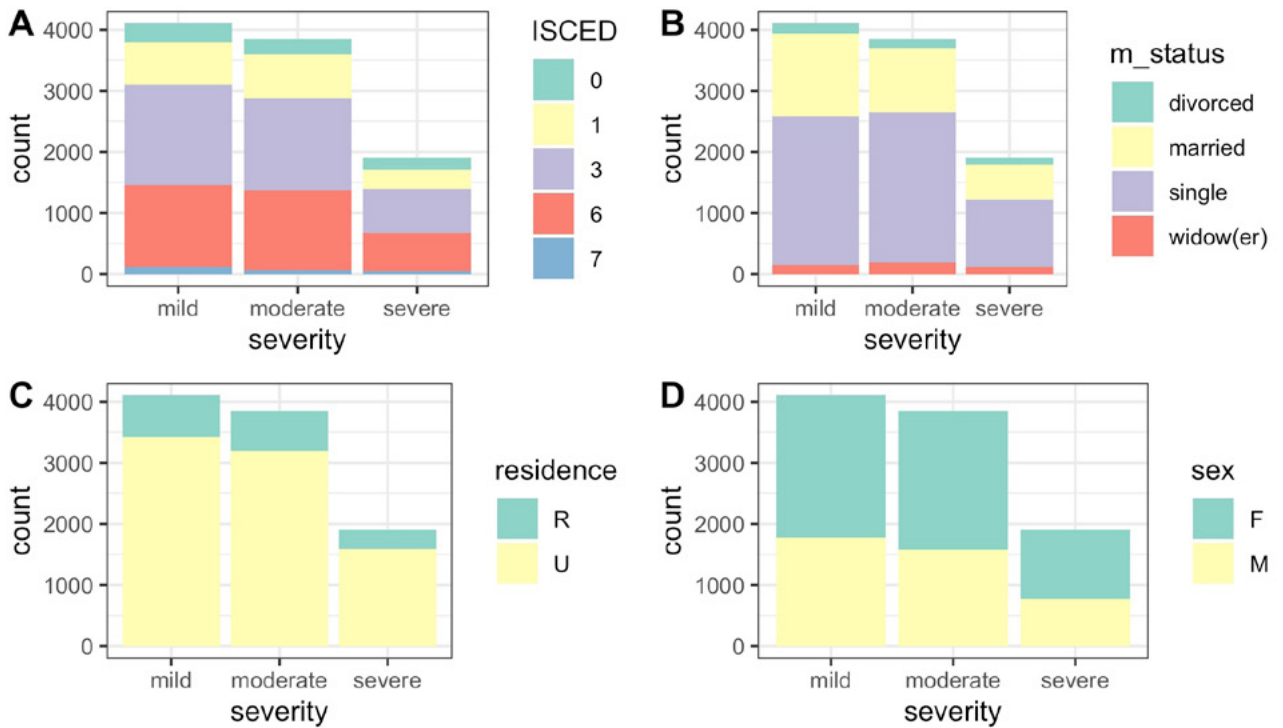 A
count
4000
3000
2000
1000
0
mild moderate severe
severity
ISCED
0
1
3
6
7
B
count
4000
3000
2000
1000
0
mild moderate severe
severity
m_status
divorced
married
single
widow(er)
C
count
4000
3000
2000
1000
0
mild moderate severe
severity
residence
R
U
D
count
4000
3000
2000
1000
0
mild moderate severe
severity
sex
F
M